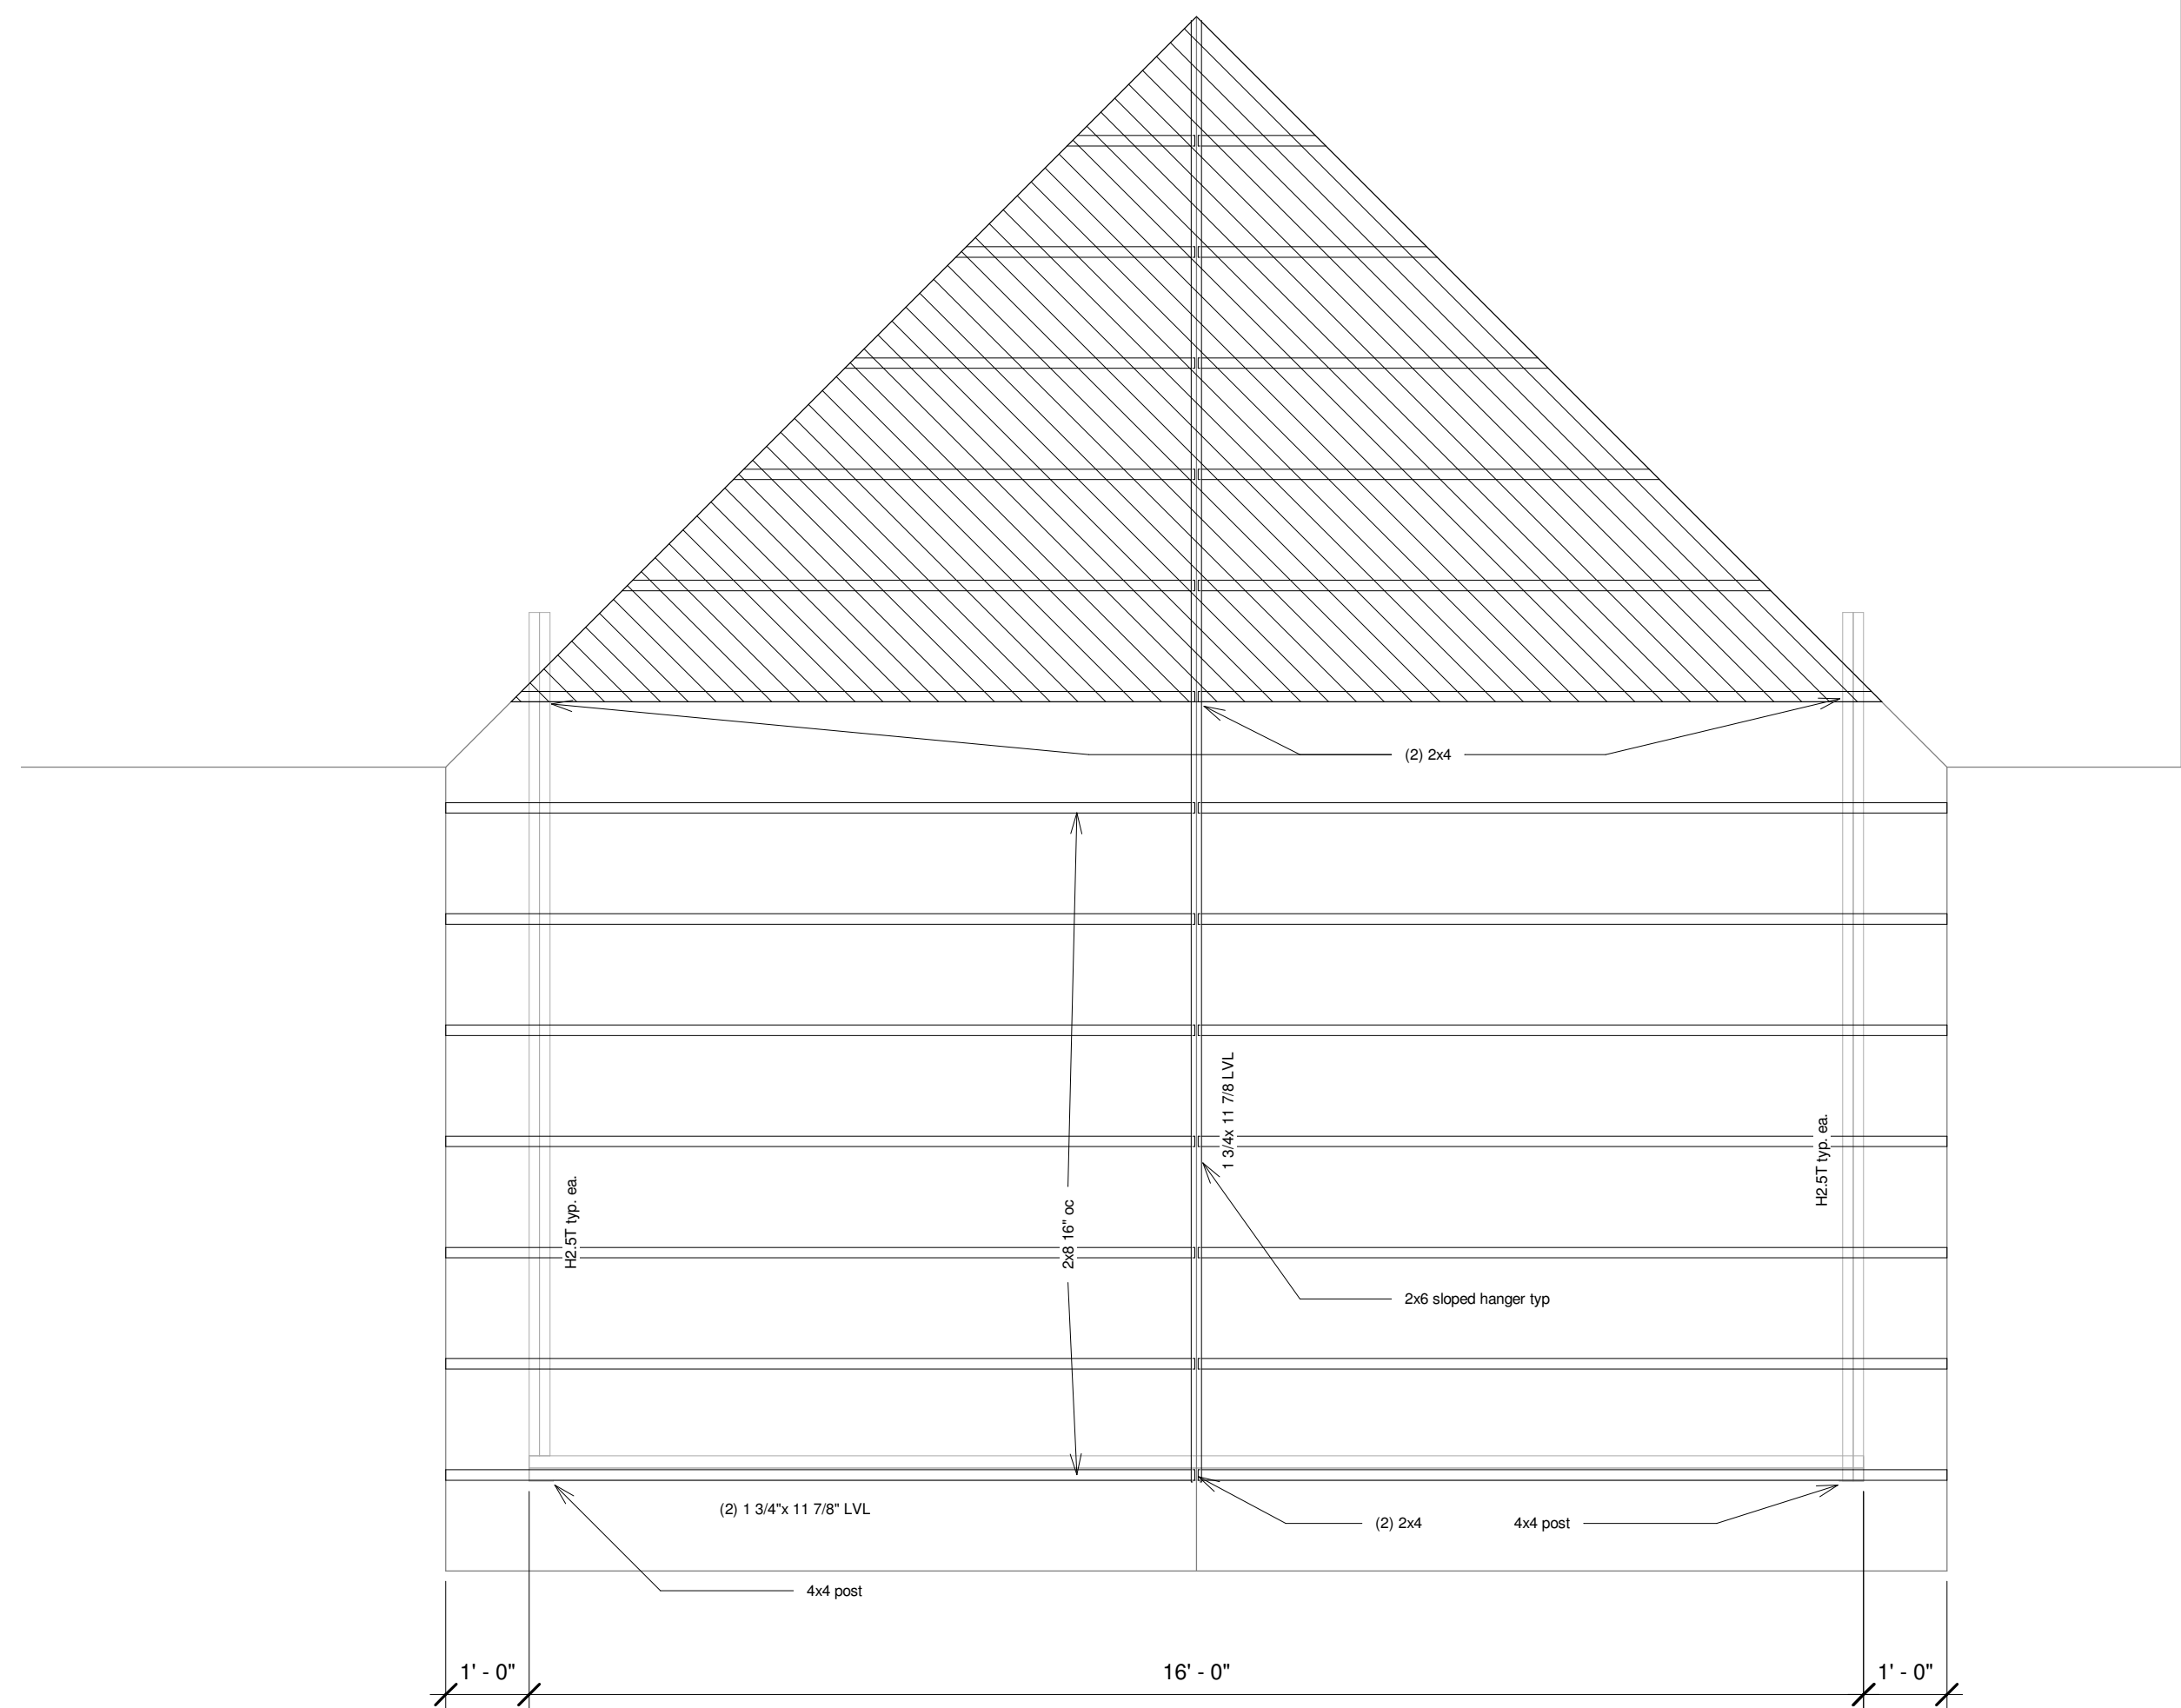 (2) 2x4
1 3/4x 11 7/8 LVL
H2.5T typ. ea.
H2.5T typ. ea.
2x8 16" oc
2x6 sloped hanger typ
(2) 1 3/4"x 11 7/8" LVL
(2) 2x4
4x4 post
4x4 post
1' - 0"
16' - 0"
1' - 0"